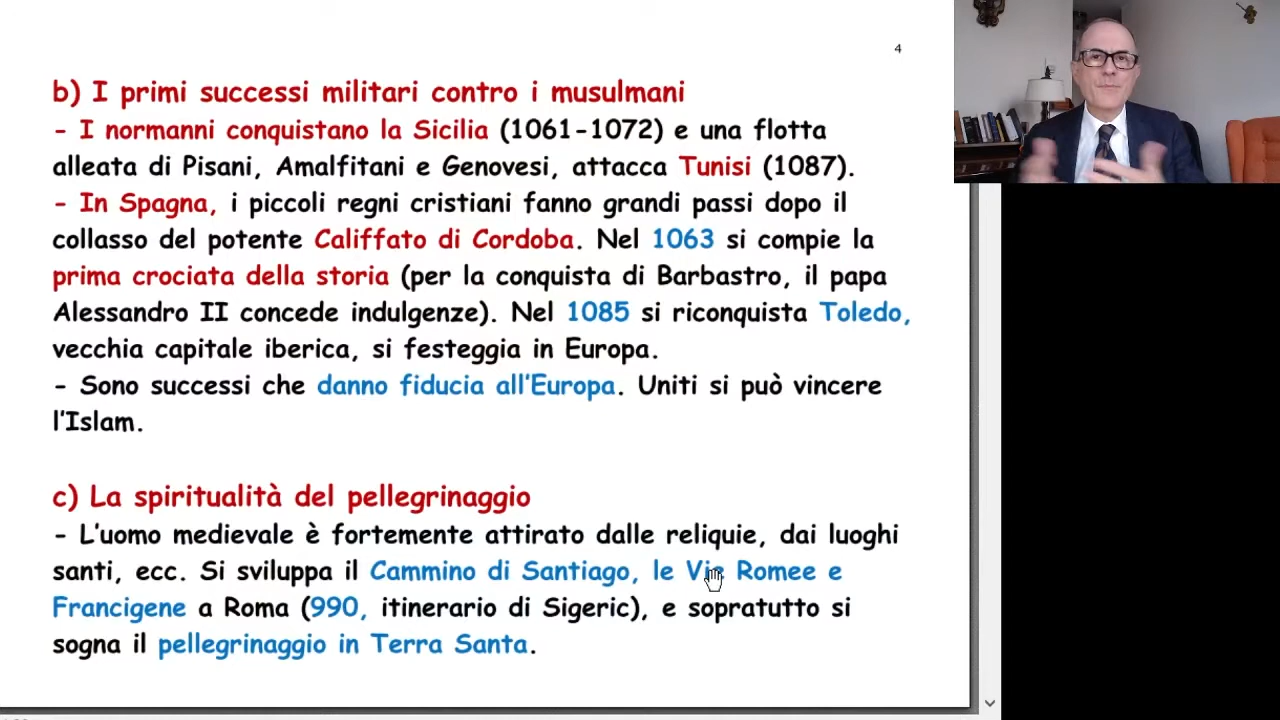 4
b) I primi successi militari contro i musulmani
- I normanni conquistano la Sicilia (1061-1072) e una flotta
alleata di Pisani, Amalfitani e Genovesi, attacca Tunisi (1087).
- In Spagna, i piccoli regni cristiani fanno grandi passi dopo il
collasso del potente Califfato di Cordoba. Nel 1063 si compie la
prima crociata della storia (per la conquista di Barbastro, il papa
Alessandro II concede indulgenze). Nel 1085 si riconquista Toledo,
vecchia capitale iberica, si festeggia in Europa.
- Sono successi che danno fiducia all'Europa. Uniti si può vincere
l'Islam.
c) La spiritualità del pellegrinaggio
- L'uomo medievale è fortemente attirato dalle reliquie, dai luoghi
santi, ecc. Si sviluppa il Cammino di Santiago, le Vie Romee e
Francigene a Roma (990, itinerario di Sigeric), e sopratutto si
sogna il pellegrinaggio in Terra Santa.